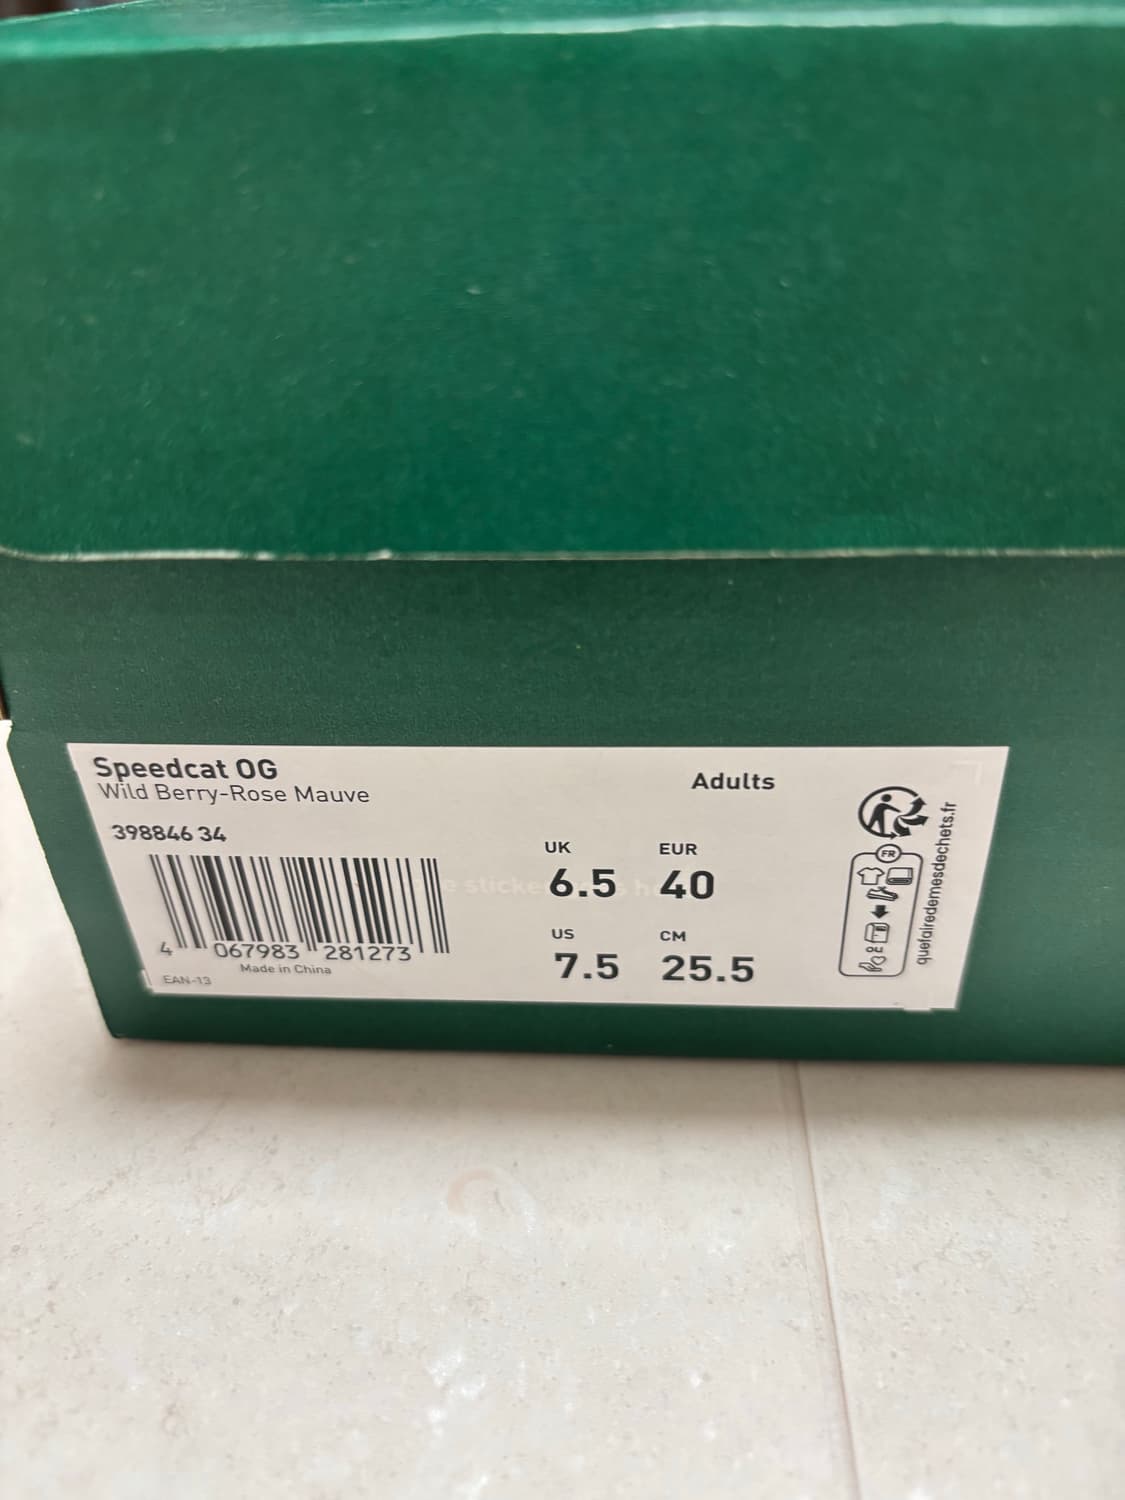 Speedcat OG
Wild Berry-Rose Mauve
398846 34
4 067983 281273
Made in China
EAN-13
Adults
UK
6.5
EUR
40
US
7.5
CM
25.5
FR
quefairedemesdechets.fr